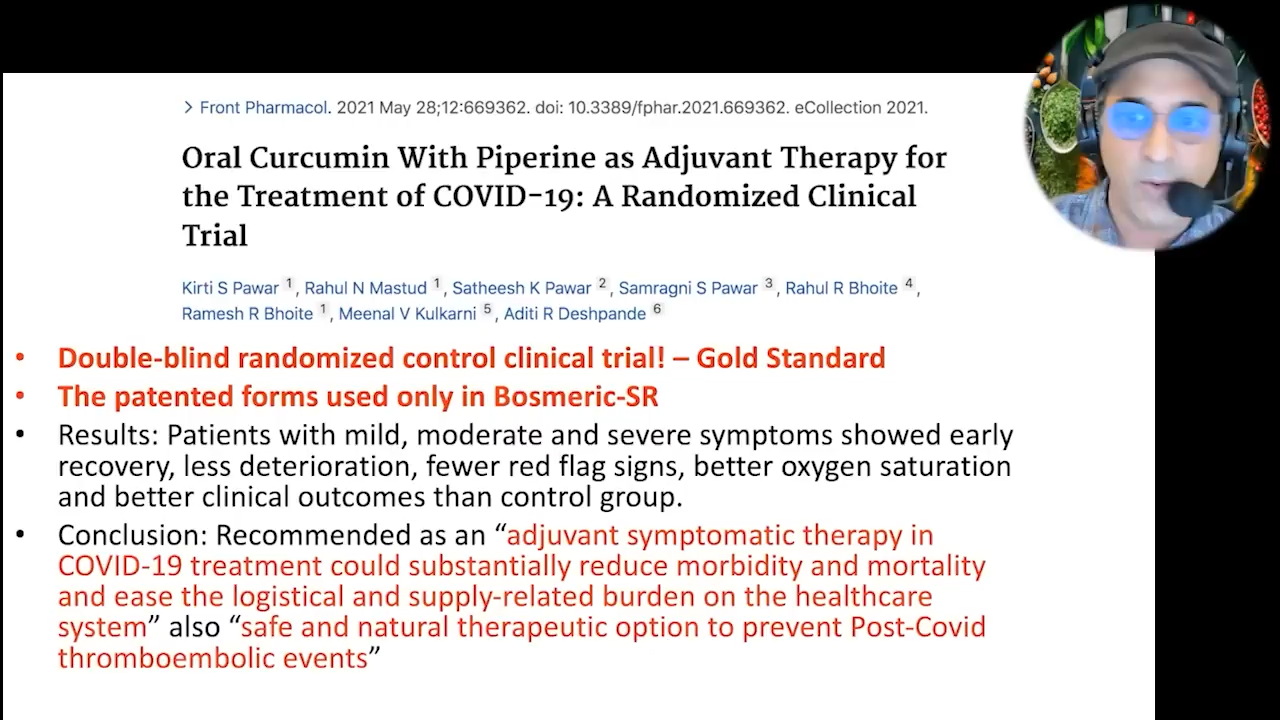 > Front Pharmacol. 2021 May 28;12:669362. doi: 10.3389/fphar.2021.669362. eCollection 2021.
Oral Curcumin With Piperine as Adjuvant Therapy for
the Treatment of COVID-19: A Randomized Clinical
Trial
Kirti S Pawar 1, Rahul N Mastud 1, Satheesh K Pawar 2, Samragni S Pawar 3, Rahul R Bhoite 4,
Ramesh R Bhoite 1, Meenal V Kulkarni 5, Aditi R Deshpande 6
• Double-blind randomized control clinical trial! – Gold Standard
• The patented forms used only in Bosmeric-SR
• Results: Patients with mild, moderate and severe symptoms showed early
recovery, less deterioration, fewer red flag signs, better oxygen saturation
and better clinical outcomes than control group.
• Conclusion: Recommended as an “adjuvant symptomatic therapy in
COVID-19 treatment could substantially reduce morbidity and mortality
and ease the logistical and supply-related burden on the healthcare
system” also “safe and natural therapeutic option to prevent Post-Covid
thromboembolic events”